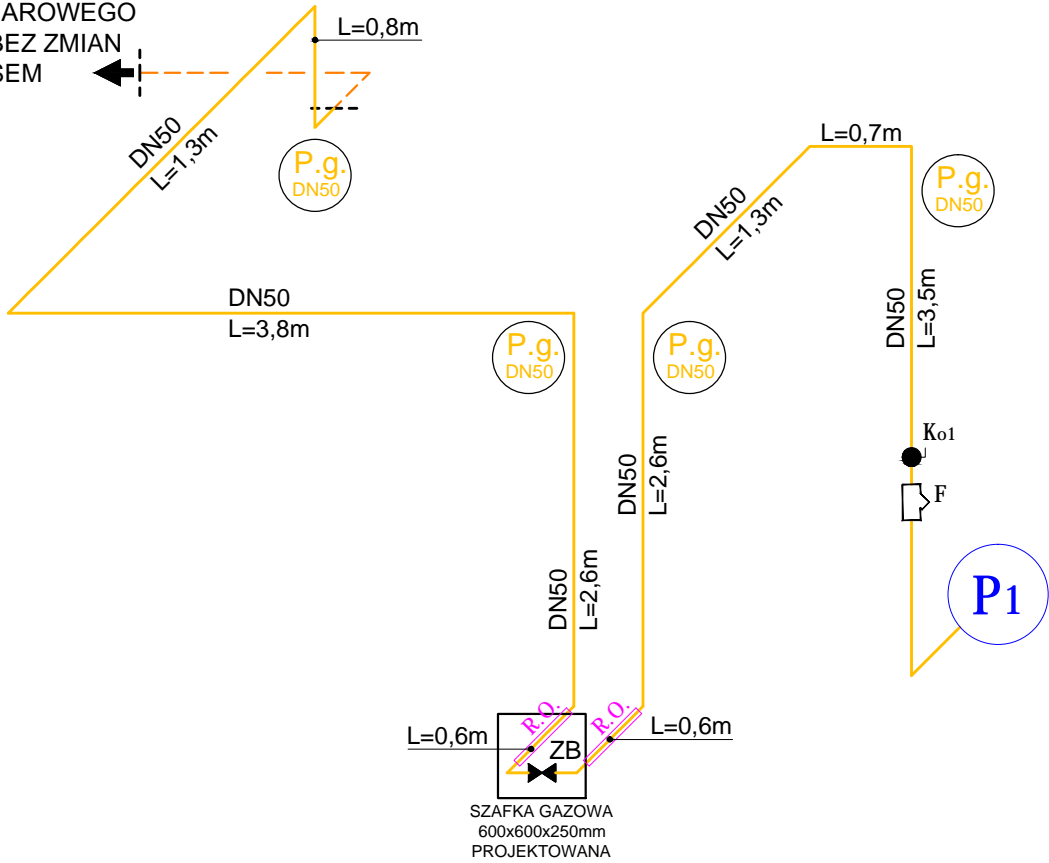 AROWEGO
BEZ ZMIAN
SEM
L=0,8m
DN50
L=1,3m
P.g.
DN50
L=0,7m
DN50
L=1,3m
P.g.
DN50
DN50
L=3,8m
DN50
L=3,5m
P.g.
DN50
P.g.
DN50
Ko1
F
DN50
L=2,6m
DN50
L=2,6m
P1
R.O.
R.O.
L=0,6m
L=0,6m
ZB
SZAFKA GAZOWA
600x600x250mm
PROJEKTOWANA